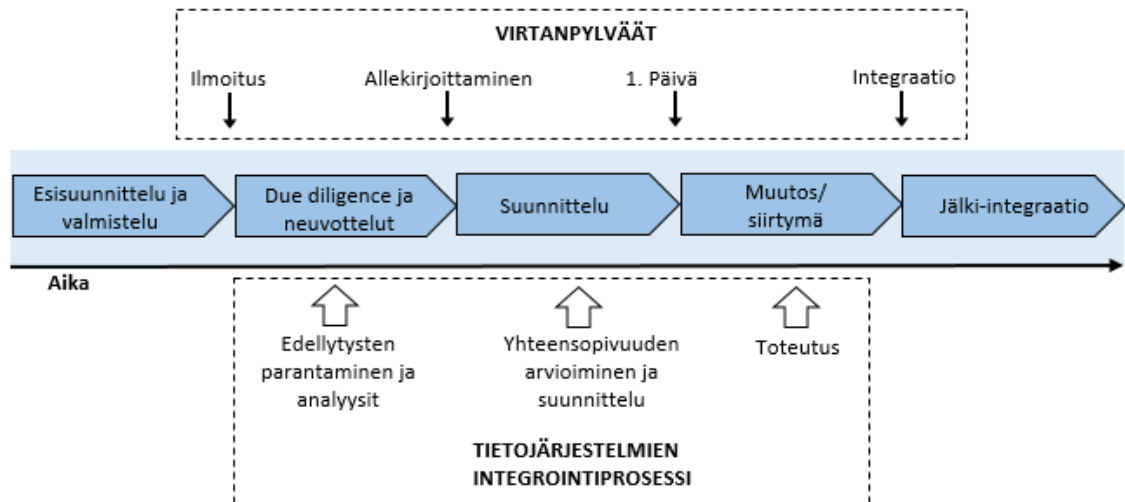 VIRTANPYLVÄÄT
Ilmoitus
Allekirjoittaminen
1. Päivä
Integraatio
Esisuunnittelu ja
valmistelu
Due diligence ja
neuvottelut
Suunnittelu
Muutos/
siirtymä
Jälki-integraatio
Aika
Edellytysten
parantaminen ja
analyysit
Yhteensopivuuden
arvioiminen ja
suunnittelu
Toteutus
TIETOJÄRJESTELMIEN
INTEGROINTIPROSESSI